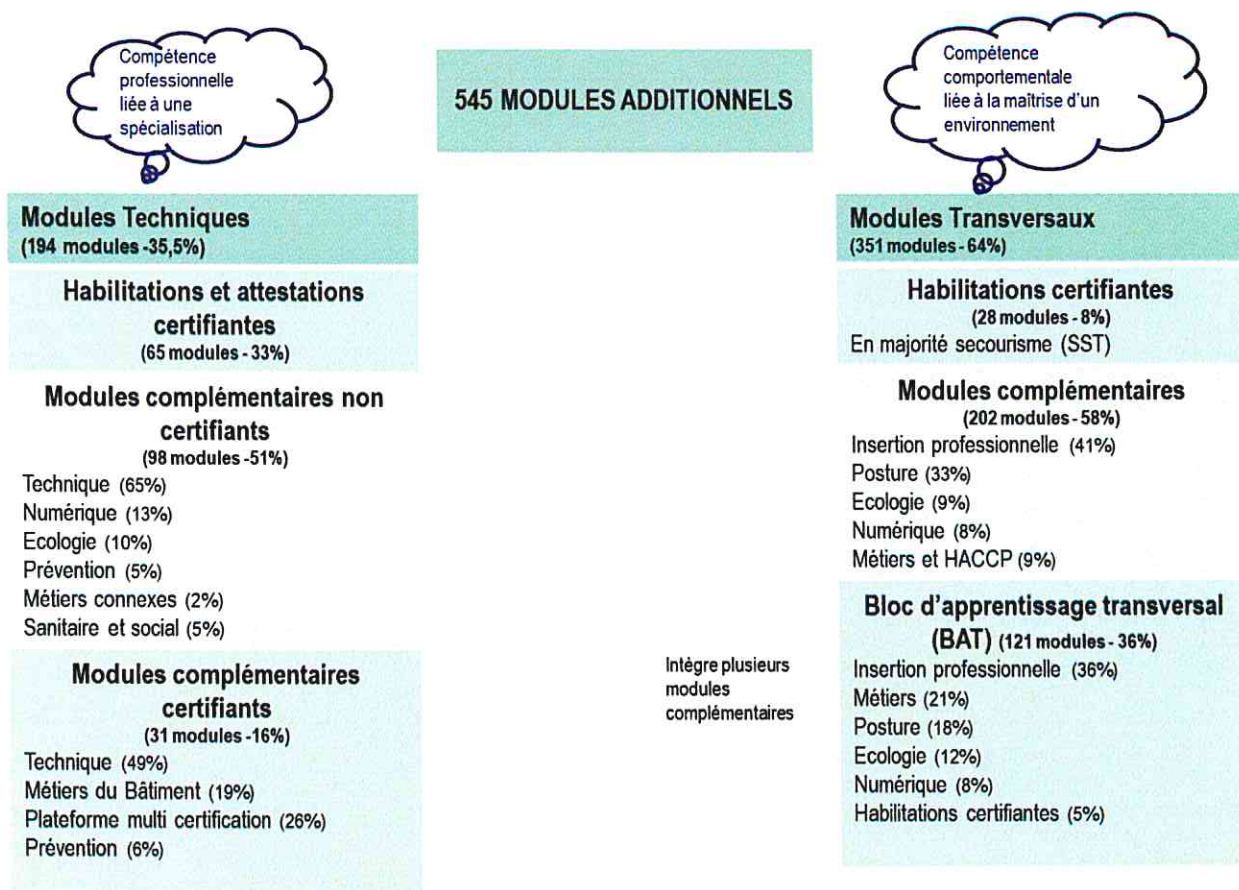 Compétence
professionnelle
liée à une
spécialisation
545 MODULES ADDITIONNELS
Compétence
comportementale
liée à la maîtrise d'un
environnement
Modules Techniques
(194 modules -35,5%)
Habilitations et attestations
certifiantes
(65 modules - 33%)
Modules complémentaires non
certifiants
(98 modules -51%)
Technique (65%)
Numérique (13%)
Ecologie (10%)
Prévention (5%)
Métiers connexes (2%)
Sanitaire et social (5%)
Modules complémentaires
certifiants
(31 modules -16%)
Technique (49%)
Métiers du Bâtiment (19%)
Plateforme multi certification (26%)
Prévention (6%)
Intègre plusieurs
modules
complémentaires
Modules Transversaux
(351 modules - 64%)
Habilitations certifiantes
(28 modules - 8%)
En majorité secourisme (SST)
Modules complémentaires
(202 modules - 58%)
Insertion professionnelle (41%)
Posture (33%)
Ecologie (9%)
Numérique (8%)
Métiers et HACCP (9%)
Bloc d'apprentissage transversal
(BAT) (121 modules - 36%)
Insertion professionnelle (36%)
Métiers (21%)
Posture (18%)
Ecologie (12%)
Numérique (8%)
Habilitations certifiantes (5%)